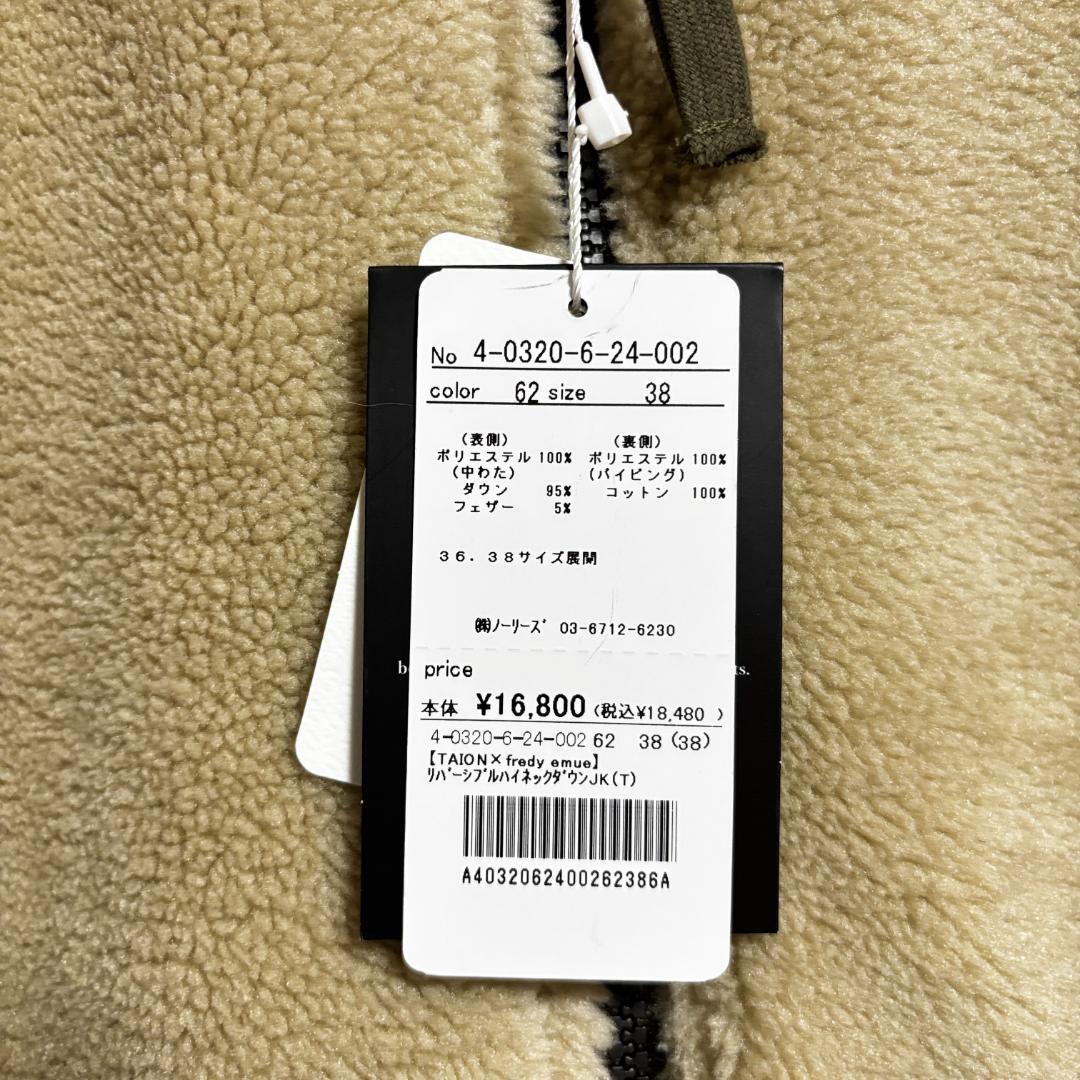 No 4-0320-6-24-002
color 62 size 38
(表側) (裏側)
ポリエステル 100% ポリエステル 100%
(中わた) (パイピング)
ダウン 95% コットン 100%
フェザー 5%
36．38サイズ展開
㈱ﾉｰﾘｰｽﾞ 03-6712-6230
price
本体 ¥16,800 (税込¥18,480 )
4-0320-6-24-002 62 38 (38)
【TAION×fredy emue】
ﾘﾊﾞｰｼﾌﾞﾙﾊｲﾈｯｸﾀﾞｳﾝJK(T)
A4032062400262386A